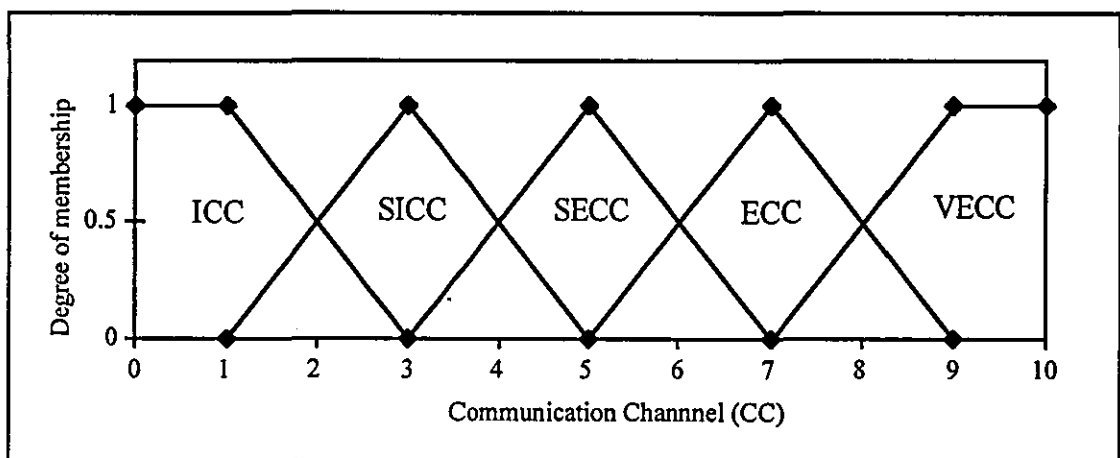 Degree of membership
1
0.5
0
ICC
SICC
SECC
ECC
VECC
0 1 2 3 4 5 6 7 8 9 10
Communication Channnel (CC)